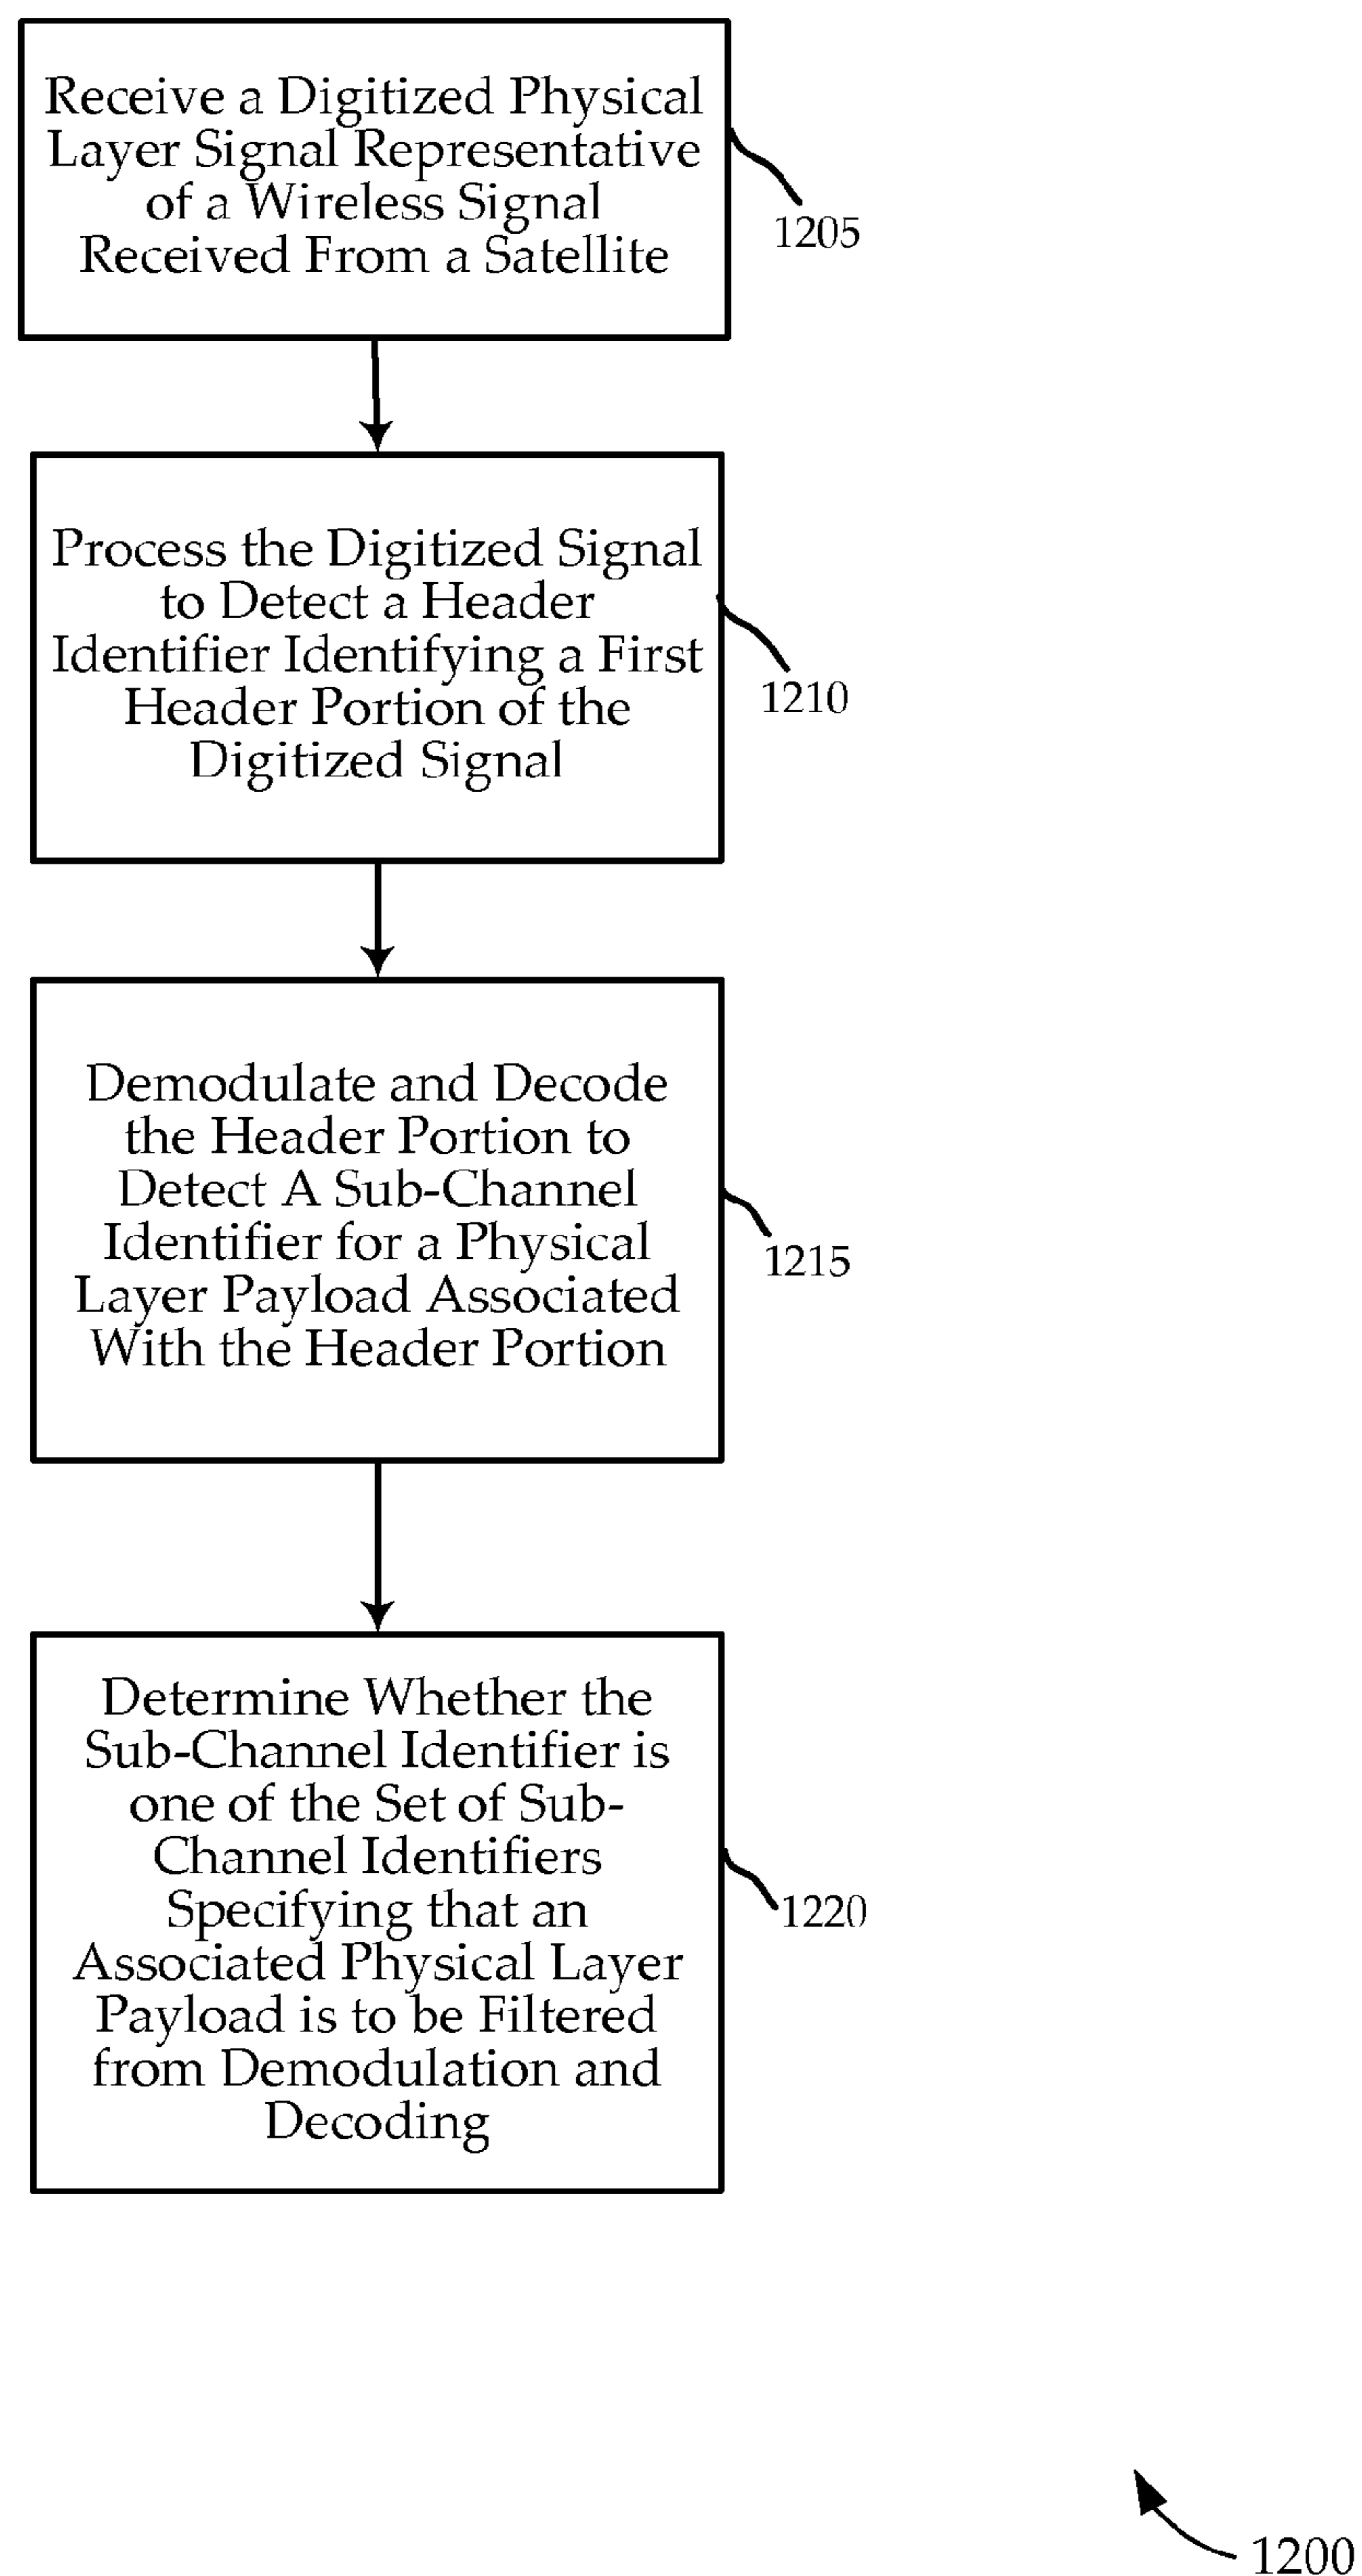 Receive a Digitized Physical
Layer Signal Representative
of a Wireless Signal
Received From a Satellite
1205
Process the Digitized Signal
to Detect a Header
Identifier Identifying a First
Header Portion of the
Digitized Signal
1210
Demodulate and Decode
the Header Portion to
Detect A Sub-Channel
Identifier for a Physical
Layer Payload Associated
With the Header Portion
1215
Determine Whether the
Sub-Channel Identifier is
one of the Set of Sub-
Channel Identifiers
Specifying that an
Associated Physical Layer
Payload is to be Filtered
from Demodulation and
Decoding
1220
1200